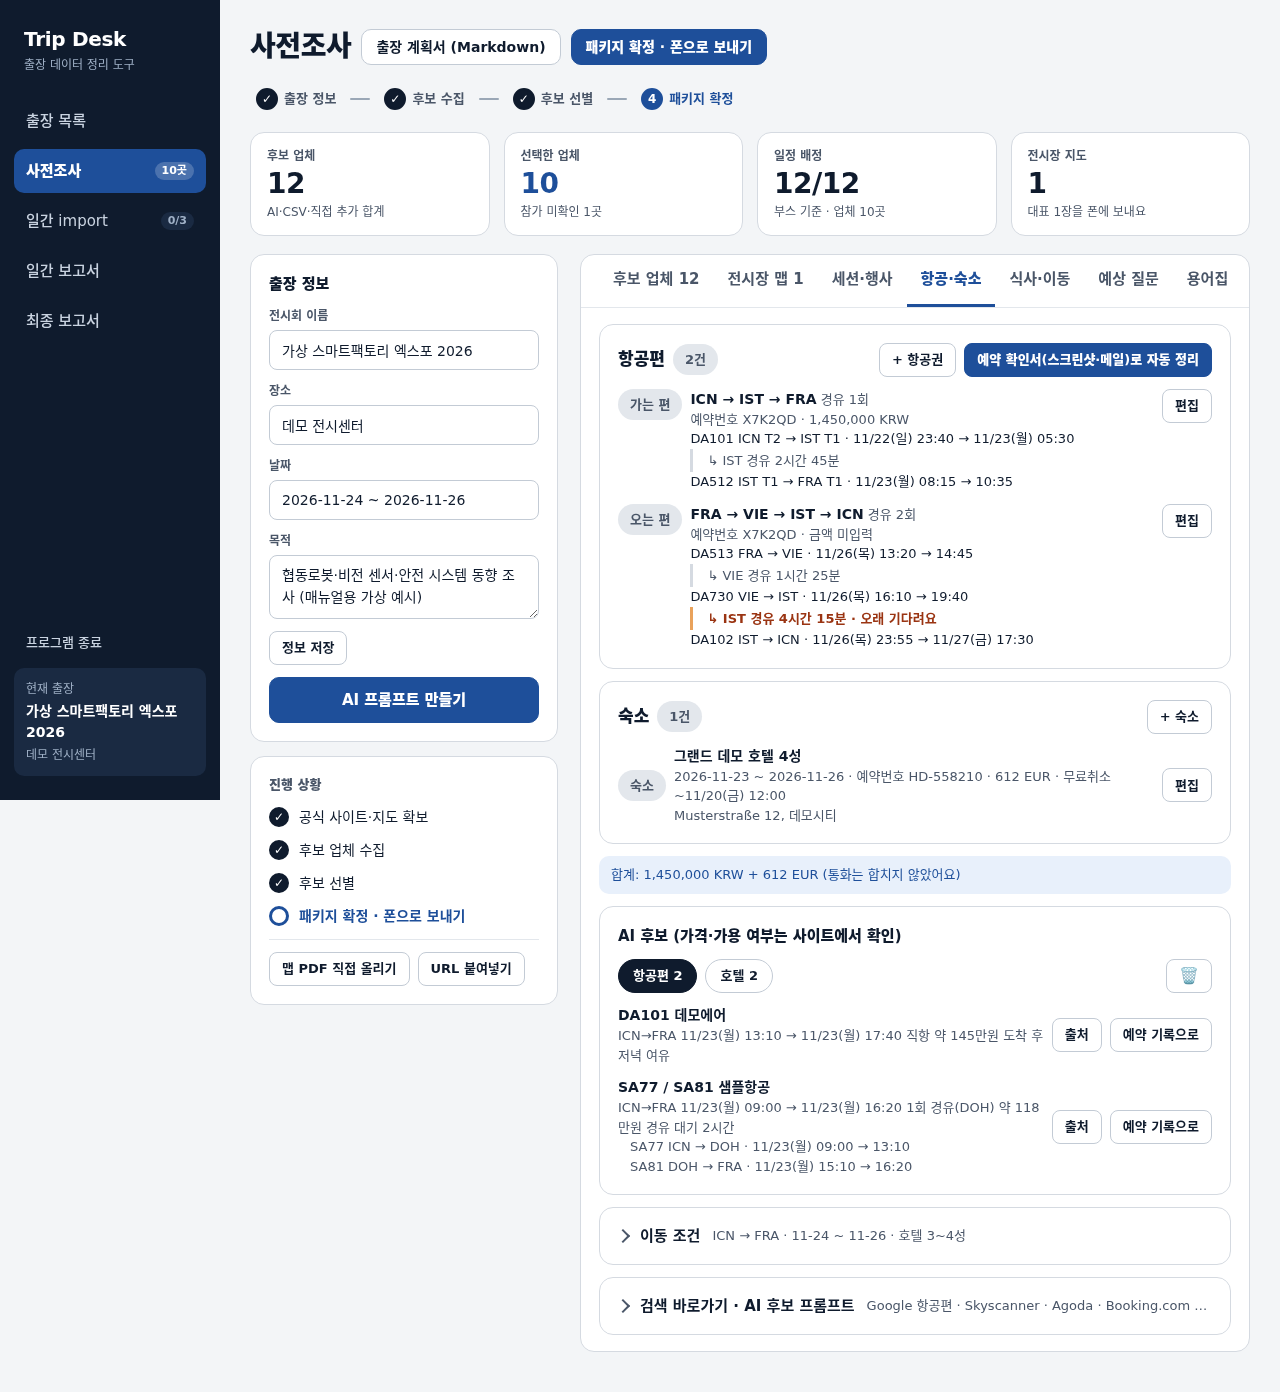 Trip Desk
출장 데이터 정리 도구
출장 목록
사전조사 10곳
일간 import 0/3
일간 보고서
최종 보고서
프로그램 종료
현재 출장
가상 스마트팩토리 엑스포
2026
데모 전시센터
사전조사 출장 계획서 (Markdown) 패키지 확정 · 폰으로 보내기
✓ 출장 정보 — ✓ 후보 수집 — ✓ 후보 선별 — 4 패키지 확정
후보 업체
12
AI·CSV·직접 추가 합계
선택한 업체
10
참가 미확인 1곳
일정 배정
12/12
부스 기준 · 업체 10곳
전시장 지도
1
대표 1장을 폰에 보내요
출장 정보
전시회 이름
가상 스마트팩토리 엑스포 2026
장소
데모 전시센터
날짜
2026-11-24 ~ 2026-11-26
목적
협동로봇·비전 센서·안전 시스템 동향 조
사 (매뉴얼용 가상 예시)
정보 저장
AI 프롬프트 만들기
진행 상황
✓ 공식 사이트·지도 확보
✓ 후보 업체 수집
✓ 후보 선별
패키지 확정 · 폰으로 보내기
맵 PDF 직접 올리기 URL 붙여넣기
후보 업체 12 전시장 맵 1 세션·행사 항공·숙소 식사·이동 예상 질문 용어집
항공편 2건 + 항공권 예약 확인서(스크린샷·메일)로 자동 정리
가는 편 ICN → IST → FRA 경유 1회 편집
예약번호 X7K2QD · 1,450,000 KRW
DA101 ICN T2 → IST T1 · 11/22(일) 23:40 → 11/23(월) 05:30
↳ IST 경유 2시간 45분
DA512 IST T1 → FRA T1 · 11/23(월) 08:15 → 10:35
오는 편 FRA → VIE → IST → ICN 경유 2회 편집
예약번호 X7K2QD · 금액 미입력
DA513 FRA → VIE · 11/26(목) 13:20 → 14:45
↳ VIE 경유 1시간 25분
DA730 VIE → IST · 11/26(목) 16:10 → 19:40
↳ IST 경유 4시간 15분 · 오래 기다려요
DA102 IST → ICN · 11/26(목) 23:55 → 11/27(금) 17:30
숙소 1건 + 숙소
그랜드 데모 호텔 4성
숙소 2026-11-23 ~ 2026-11-26 · 예약번호 HD-558210 · 612 EUR · 무료취소 편집
~11/20(금) 12:00
Musterstraße 12, 데모시티
합계: 1,450,000 KRW + 612 EUR (통화는 합치지 않았어요)
AI 후보 (가격·가용 여부는 사이트에서 확인)
항공편 2 호텔 2
DA101 데모에어
ICN→FRA 11/23(월) 13:10 → 11/23(월) 17:40 직항 약 145만원 도착 후 출처 예약 기록으로
저녁 여유
SA77 / SA81 샘플항공
ICN→FRA 11/23(월) 09:00 → 11/23(월) 16:20 1회 경유(DOH) 약 118
만원 경유 대기 2시간 출처 예약 기록으로
SA77 ICN → DOH · 11/23(월) 09:00 → 13:10
SA81 DOH → FRA · 11/23(월) 15:10 → 16:20
이동 조건 ICN → FRA · 11-24 ~ 11-26 · 호텔 3~4성
검색 바로가기 · AI 후보 프롬프트 Google 항공편 · Skyscanner · Agoda · Booking.com …